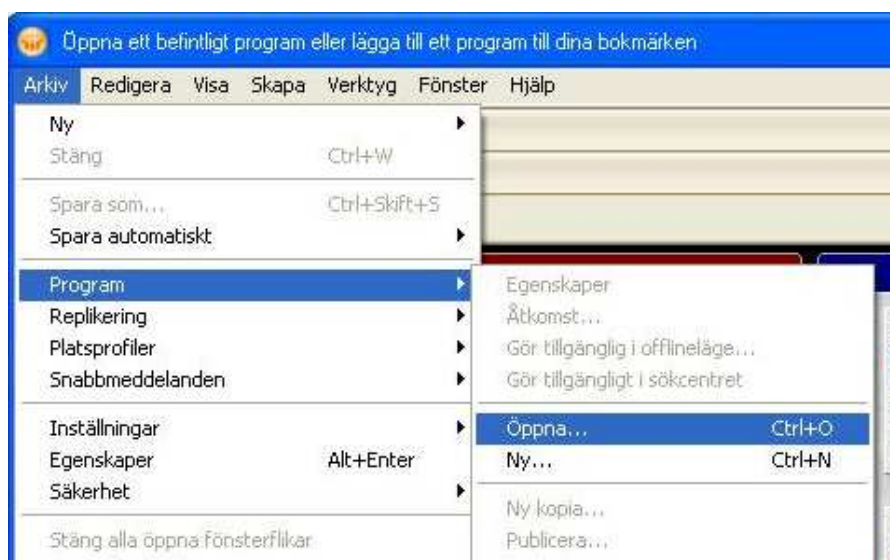 Öppna ett befintligt program eller lägga till ett program till dina bokmärken
Arkiv Redigera Visa Skapa Verktyg Fönster Hjälp
Ny
Stäng Ctrl+W
Spara som... Ctrl+Skift+S
Spara automatiskt
Program
Replikering
Platsprofiler
Snabbmeddelanden
Inställningar
Egenskaper Alt+Enter
Säkerhet
Stäng alla öppna fönsterflikar
Egenskaper
Åtkomst...
Gör tillgänglig i offlineläge...
Gör tillgängligt i sökcentret
Öppna... Ctrl+O
Ny... Ctrl+N
Ny kopia...
Publicera...